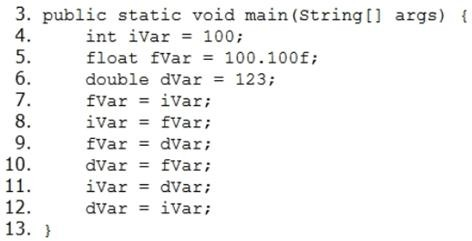 3. public static void main(String[] args) {
4. int iVar = 100;
5. float fVar = 100.100f;
6. double dVar = 123;
7. fVar = iVar;
8. iVar = fVar;
9. fVar = dVar;
10. dVar = fVar;
11. iVar = dVar;
12. dVar = iVar;
13. }